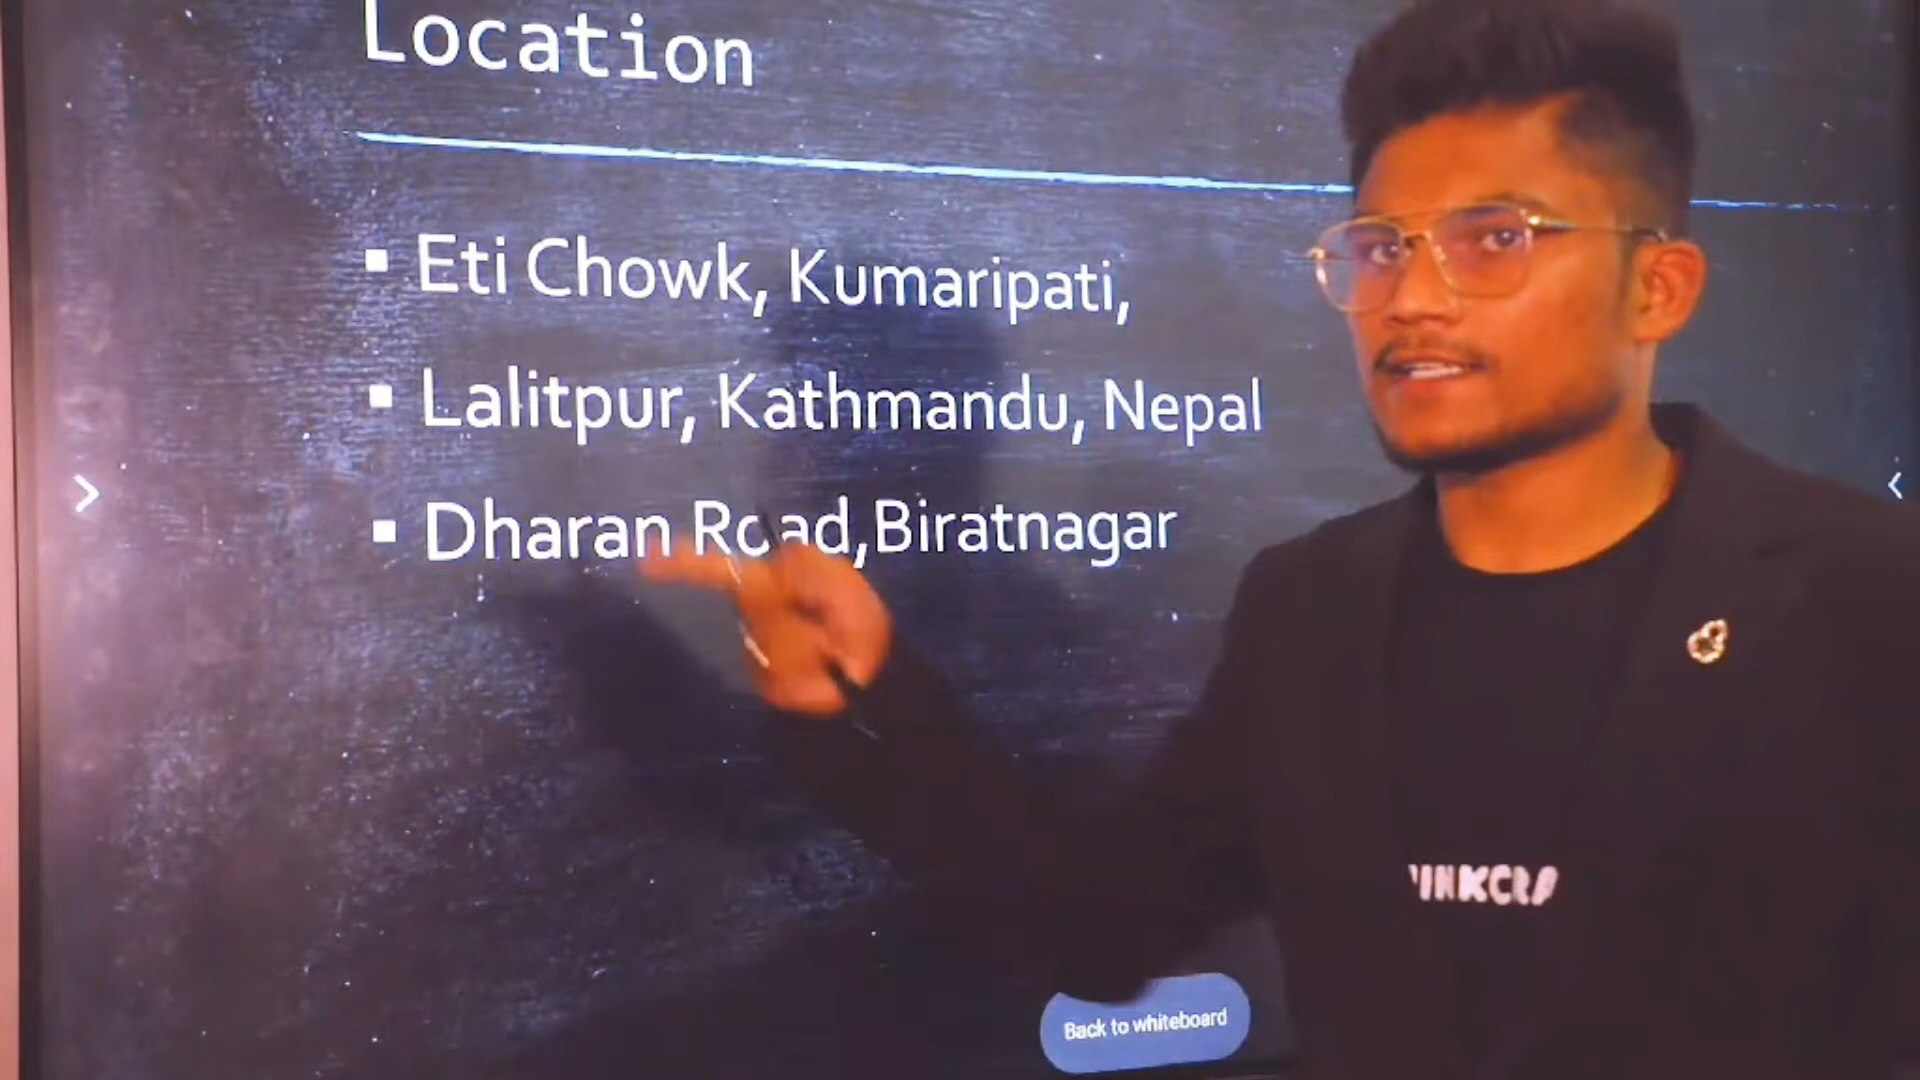 Location
Eti Chowk, Kumaripati,
Lalitpur, Kathmandu, Nepal
Dharan Road,Biratnagar
Back to whiteboard